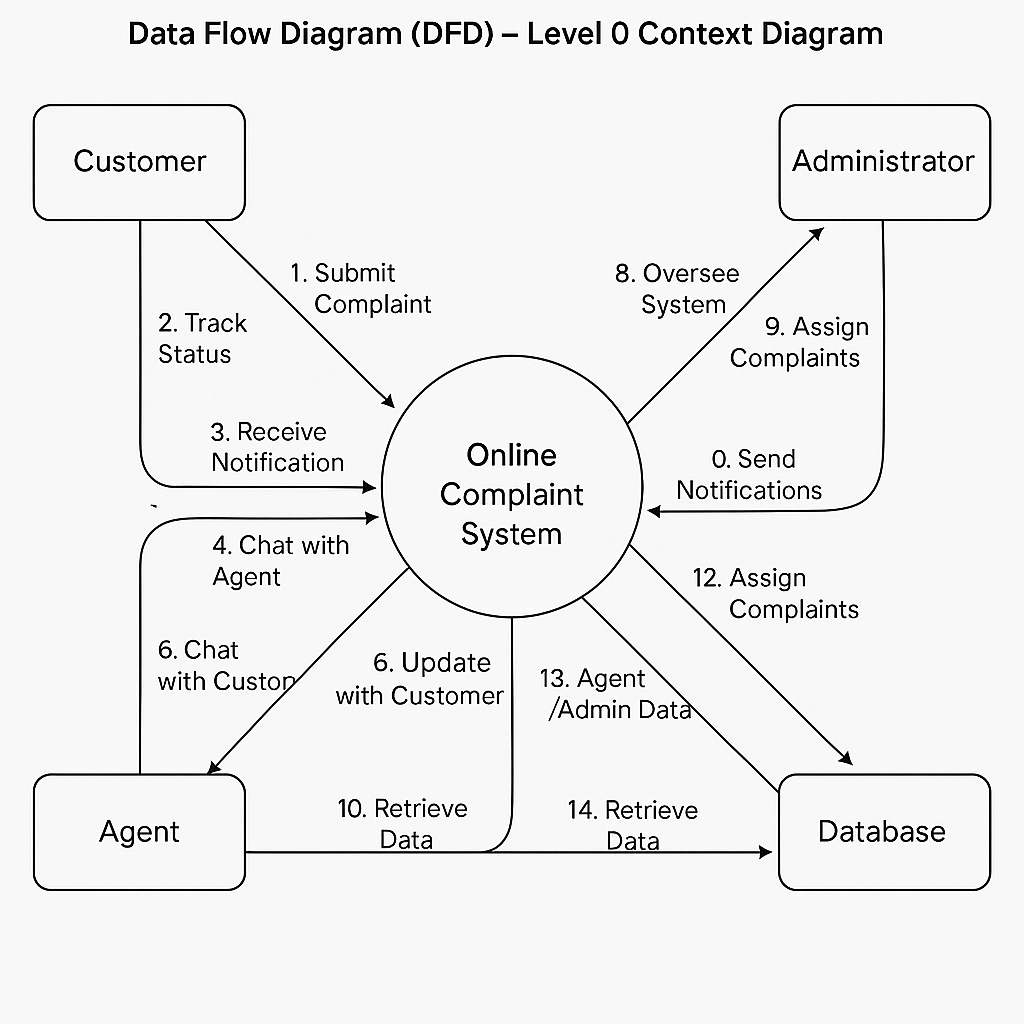 Data Flow Diagram (DFD) – Level 0 Context Diagram
Customer
Administrator
1. Submit
Complaint
8. Oversee
System
2. Track
Status
9. Assign
Complaints
3. Receive
Notification
Online
Complaint
System
0. Send
Notifications
4. Chat with
Agent
12. Assign
Complaints
6. Chat
with Custon
6. Update
with Customer
13. Agent
/Admin Data
10. Retrieve
Data
14. Retrieve
Data
Agent
Database